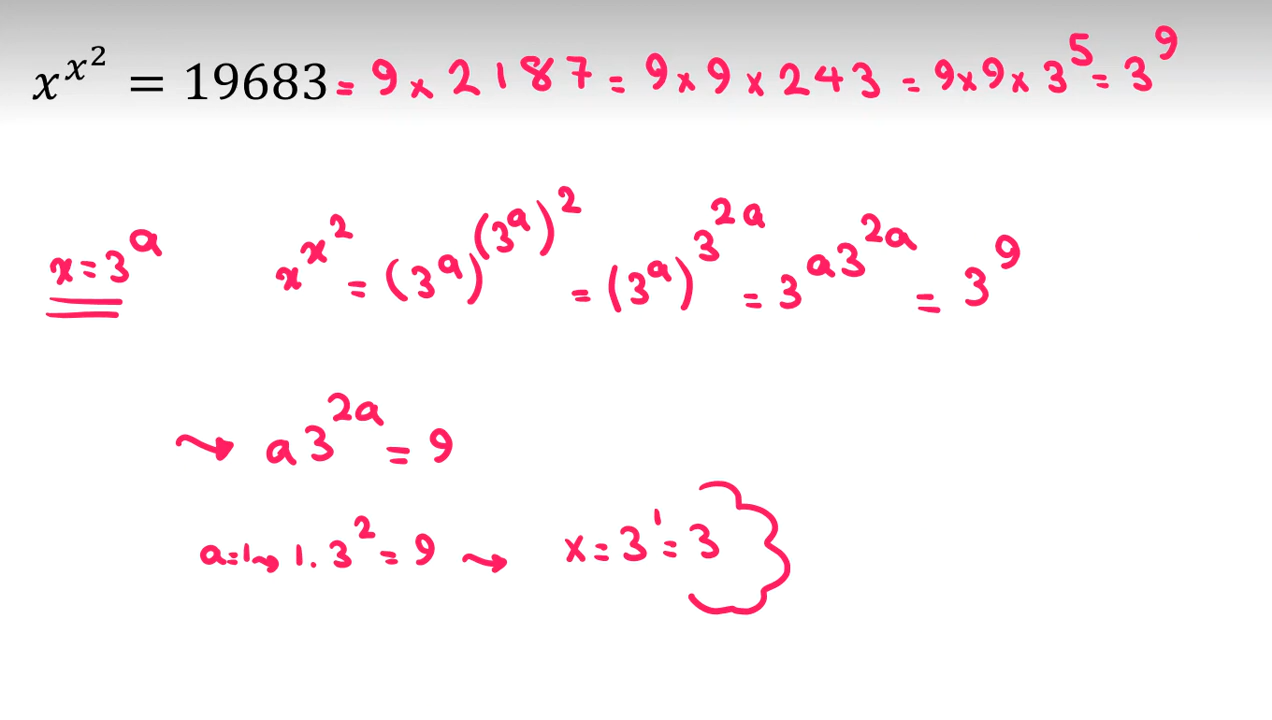 x^{x^2} = 19683 = 9 × 2187 = 9 × 9 × 243 = 9 × 9 × 3^5 = 3^9
x = 3^a x^{x^2} = (3^a)^{(3^a)^2} = (3^a)^{3^{2a}} = 3^{a3^{2a}} = 3^9
⇝ a3^{2a} = 9
a=1⇝ 1. 3^2 = 9 ⇝ x = 3^1 = 3